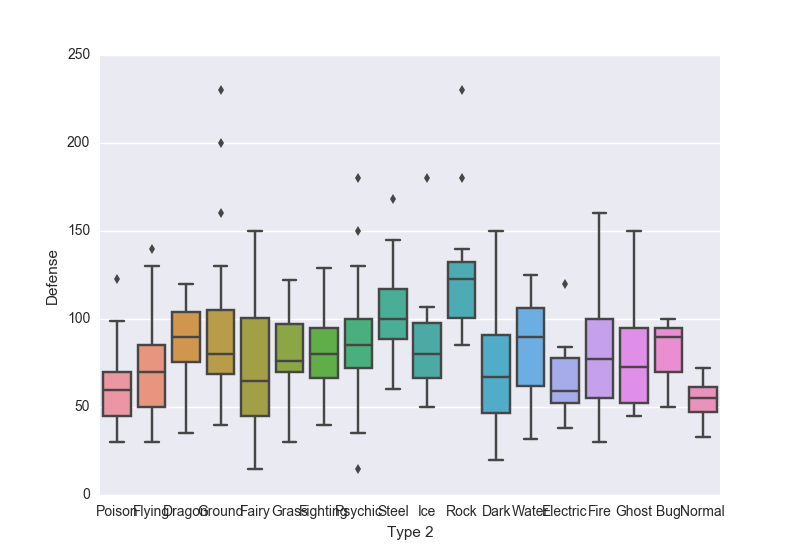 250
200
150
100
50
0
Defense
Poison Flying Dragon Ground Fairy Grass Fighting Psychic Steel Ice Rock Dark Water Electric Fire Ghost Bug Normal
Type 2